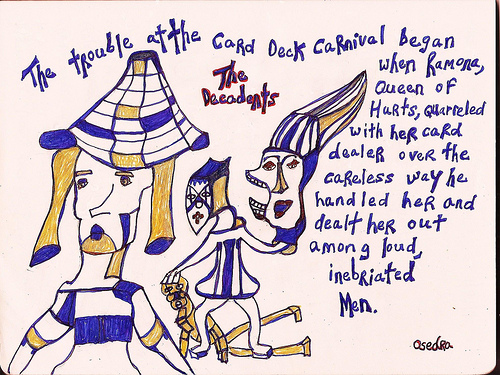 The trouble at the Card Deck Carnival Began
when Ramona,
Queen of
Harts, quarreled
with her card
dealer over the
careless way he
handled her and
dealt her out
among loud,
inebriated
Men.
The
Decadents
Osedra